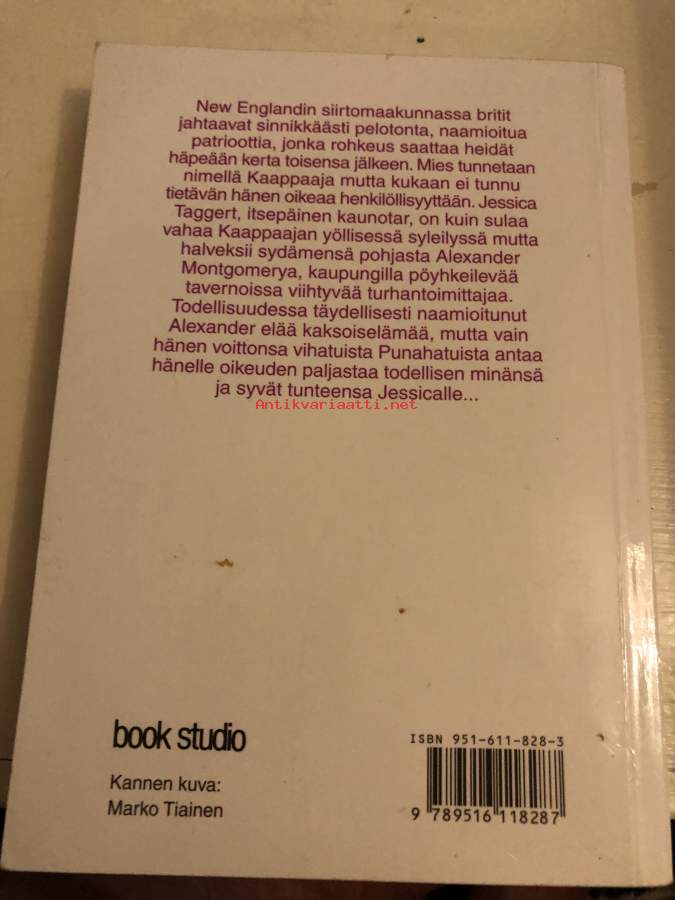 New Englandin siirtomaakunnassa britit
jahtaavat sinnikkäästi pelotonta, naamioitua
patrioottia, jonka rohkeus saattaa heidät
häpeään kerta toisensa jälkeen. Mies tunnetaan
nimellä Kaappaaja mutta kukaan ei tunnu
tietävän hänen oikeaa henkilöllisyyttään. Jessica
Taggert, itsepäinen kaunotar, on kuin sulaa
vahaa Kaappaajan yöllisessä syleilyssä mutta
halveksii sydämensä pohjasta Alexander
Montgomerya, kaupungilla pöyhkeilevää
tavernoissa viihtyvää turhantoimittajaa.
Todellisuudessa täydellisesti naamioitunut
Alexander elää kaksoiselämää, mutta vain
hänen voittonsa vihatuista Punahatuista antaa
hänelle oikeuden paljastaa todellisen minänsä
ja syvät tunteensa Jessicalle...
Antikvariaatti.net
book studio
Kannen kuva:
Marko Tiainen
ISBN 951-611-828-3
9 789516 118287